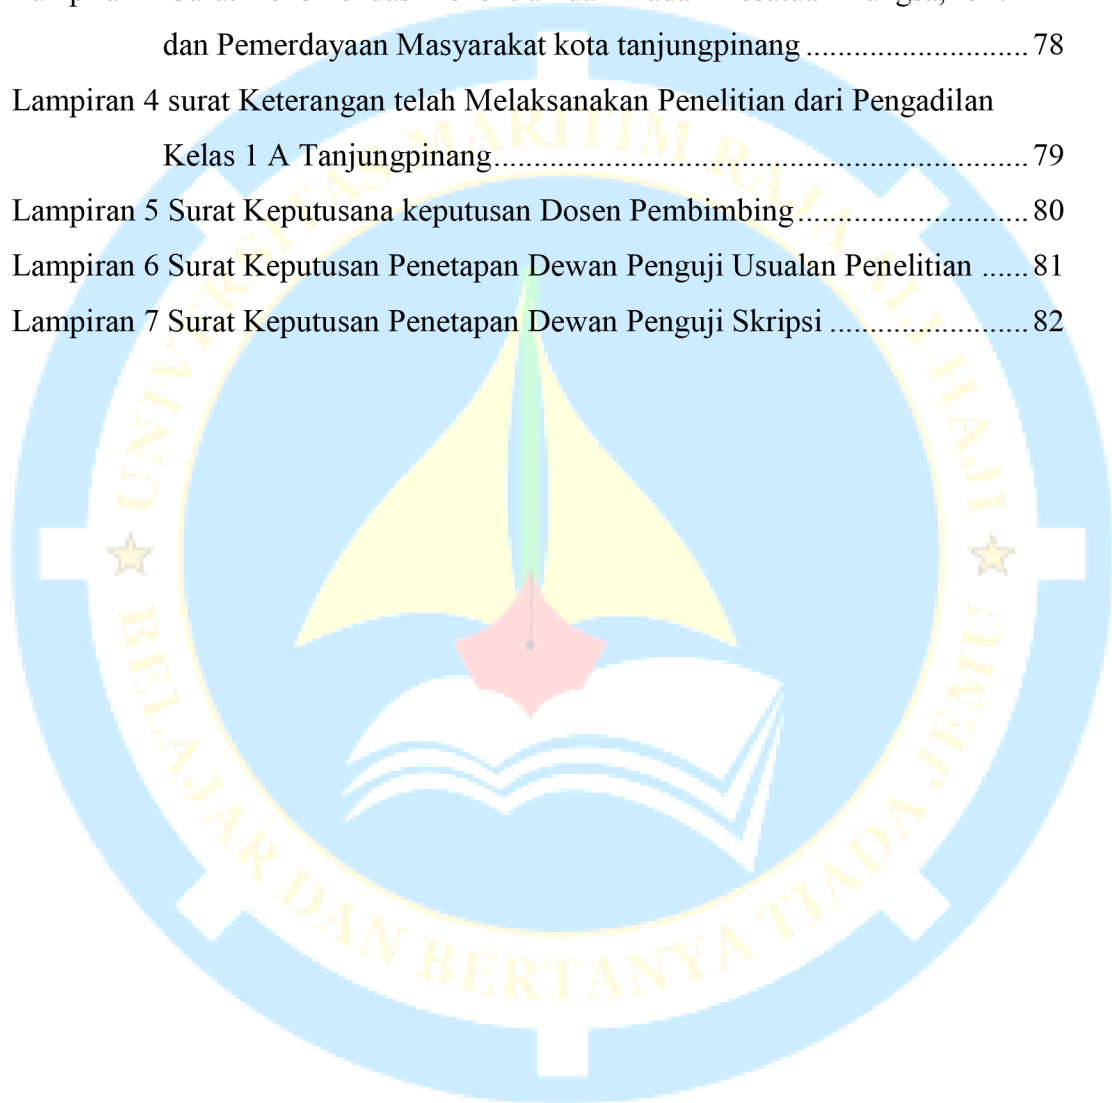 dan Pemerdayaan Masyarakat kota tanjungpinang ............................ 78
Lampiran 4 surat Keterangan telah Melaksanakan Penelitian dari Pengadilan
Kelas 1 A Tanjungpinang................................................................... 79
Lampiran 5 Surat Keputusana keputusan Dosen Pembimbing............................. 80
Lampiran 6 Surat Keputusan Penetapan Dewan Penguji Usualan Penelitian ...... 81
Lampiran 7 Surat Keputusan Penetapan Dewan Penguji Skripsi ......................... 82
UNIVERSITAS MARITIM RAJA ALI HAJI
BELAJAR DAN BERTANYA TIADA JEMU